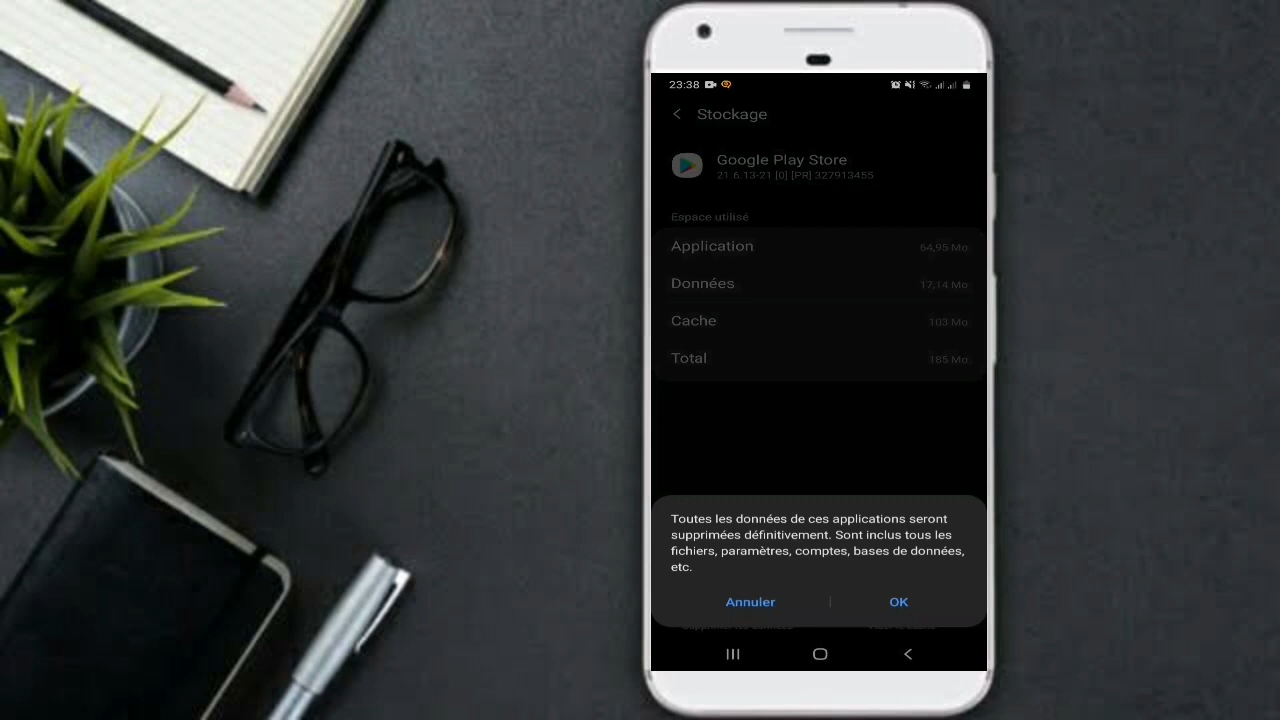 23:38
Stockage
Google Play Store
21.6.13-21 [0] [PR] 327913455
Espace utilisé
Application 64,95 Mo
Données 17,14 Mo
Cache 103 Mo
Total 185 Mo
Toutes les données de ces applications seront
supprimées définitivement. Sont inclus tous les
fichiers, paramètres, comptes, bases de données,
etc.
Annuler OK